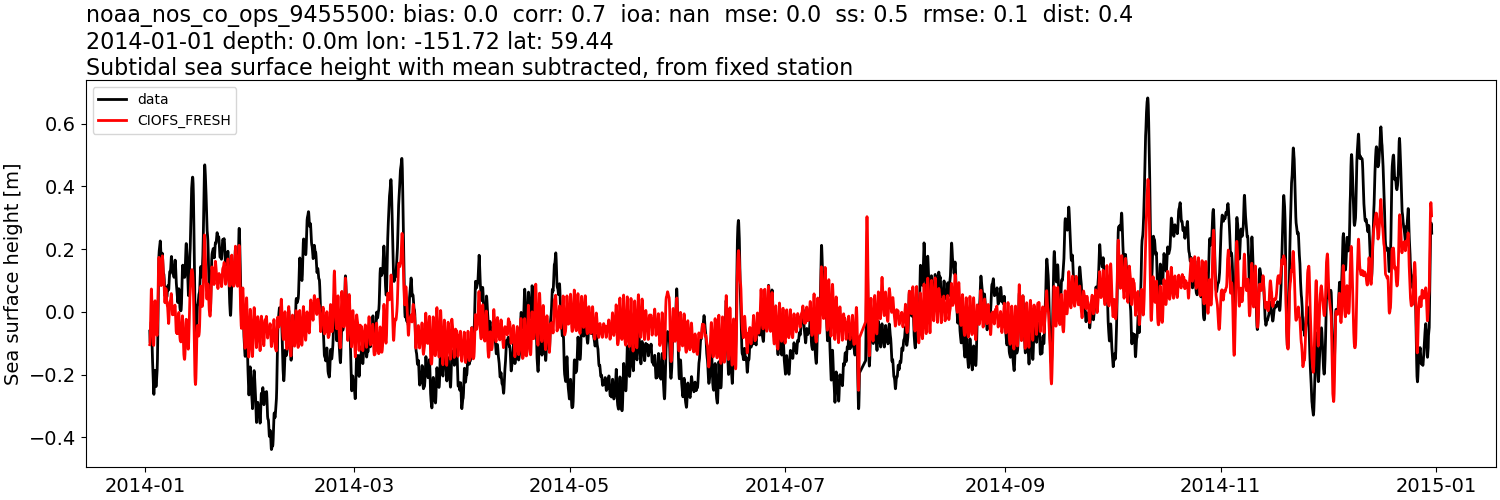 noaa_nos_co_ops_9455500: bias: 0.0  corr: 0.7  ioa: nan  mse: 0.0  ss: 0.5  rmse: 0.1  dist: 0.4
2014-01-01 depth: 0.0m lon: -151.72 lat: 59.44
Subtidal sea surface height with mean subtracted, from fixed station
data
CIOFS_FRESH
Sea surface height [m]
0.6
0.4
0.2
0.0
−0.2
−0.4
2014-01
2014-03
2014-05
2014-07
2014-09
2014-11
2015-01